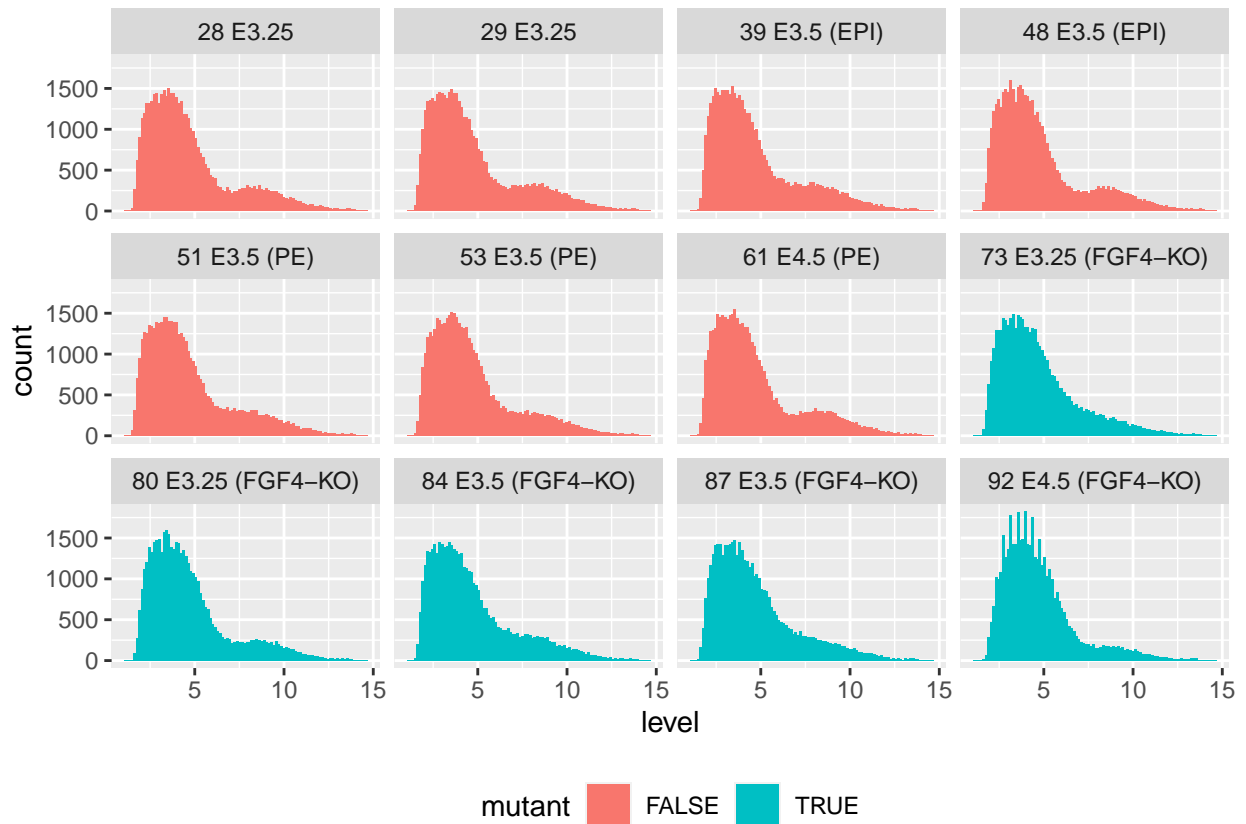 28 E3.25 29 E3.25 39 E3.5 (EPI) 48 E3.5 (EPI)
1500
1000
500
0
51 E3.5 (PE) 53 E3.5 (PE) 61 E4.5 (PE) 73 E3.25 (FGF4−KO)
1500
1000
500
0
count
80 E3.25 (FGF4−KO) 84 E3.5 (FGF4−KO) 87 E3.5 (FGF4−KO) 92 E4.5 (FGF4−KO)
1500
1000
500
0
5 10 15 5 10 15 5 10 15 5 10 15
level
mutant FALSE TRUE